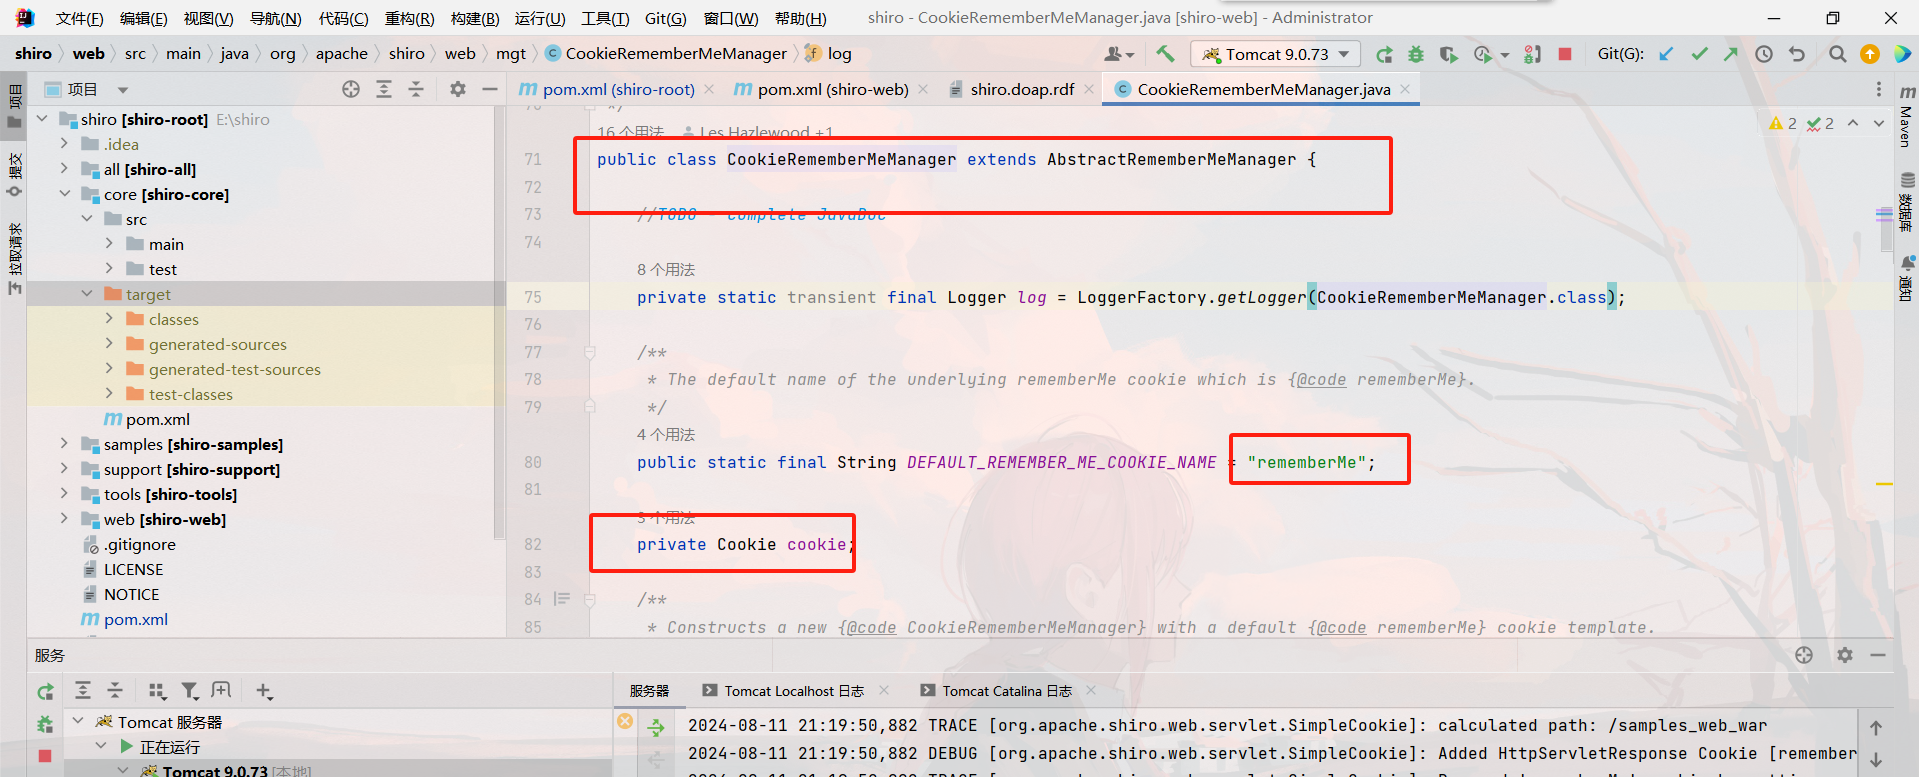 文件(F) 编辑(E) 视图(V) 导航(N) 代码(C) 重构(R) 构建(B) 运行(U) 工具(T) Git(G) 窗口(W) 帮助(H) shiro - CookieRememberMeManager.java [shiro-web] - Administrator
shiro web src main java org apache shiro web mgt CookieRememberMeManager log Tomcat 9.0.73 Git(G):
项目
pom.xml (shiro-root) pom.xml (shiro-web) shiro.doap.rdf CookieRememberMeManager.java
项目
提交
拉取请求
shiro [shiro-root] E:\shiro
.idea
all [shiro-all]
core [shiro-core]
src
main
test
target
classes
generated-sources
generated-test-sources
test-classes
pom.xml
samples [shiro-samples]
support [shiro-support]
tools [shiro-tools]
web [shiro-web]
.gitignore
LICENSE
NOTICE
pom.xml
*/
16 个用法 Les Hazlewood +1
71 public class CookieRememberMeManager extends AbstractRememberMeManager {
72
73 //TODO - complete JavaDoc
74
8 个用法
75 private static transient final Logger log = LoggerFactory.getLogger(CookieRememberMeManager.class);
76
77 /**
78 * The default name of the underlying rememberMe cookie which is {@code rememberMe}.
79 */
4 个用法
80 public static final String DEFAULT_REMEMBER_ME_COOKIE_NAME = "rememberMe";
81
个用法
82 private Cookie cookie;
83
84 /**
85 * Constructs a new {@code CookieRememberMeManager} with a default {@code rememberMe} cookie template.
2 2
Maven
数据库
通知
服务
服务器 Tomcat Localhost 日志 Tomcat Catalina 日志
Tomcat 服务器
正在运行
Tomcat 9.0.73 [本地]
2024-08-11 21:19:50,882 TRACE [org.apache.shiro.web.servlet.SimpleCookie]: calculated path: /samples_web_war
2024-08-11 21:19:50,882 DEBUG [org.apache.shiro.web.servlet.SimpleCookie]: Added HttpServletResponse Cookie [remember